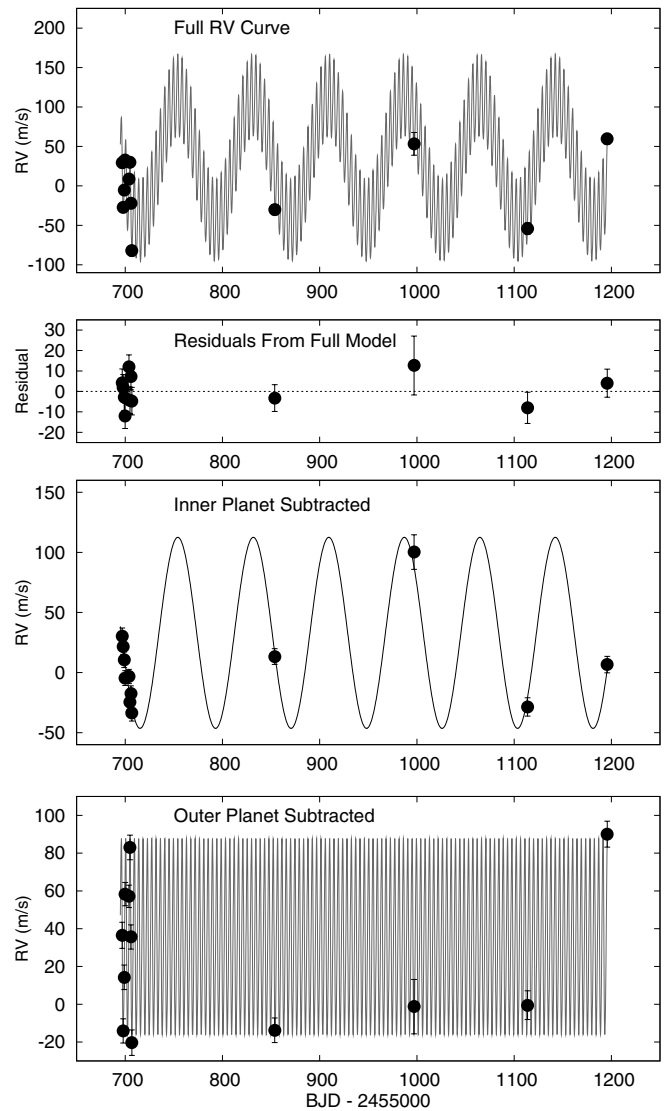 Full RV Curve
RV (m/s)
200
150
100
50
0
-50
-100
700 800 900 1000 1100 1200
Residuals From Full Model
Residual
30
20
10
0
-10
-20
700 800 900 1000 1100 1200
Inner Planet Subtracted
RV (m/s)
150
100
50
0
-50
700 800 900 1000 1100 1200
Outer Planet Subtracted
RV (m/s)
100
80
60
40
20
0
-20
700 800 900 1000 1100 1200
BJD - 2455000